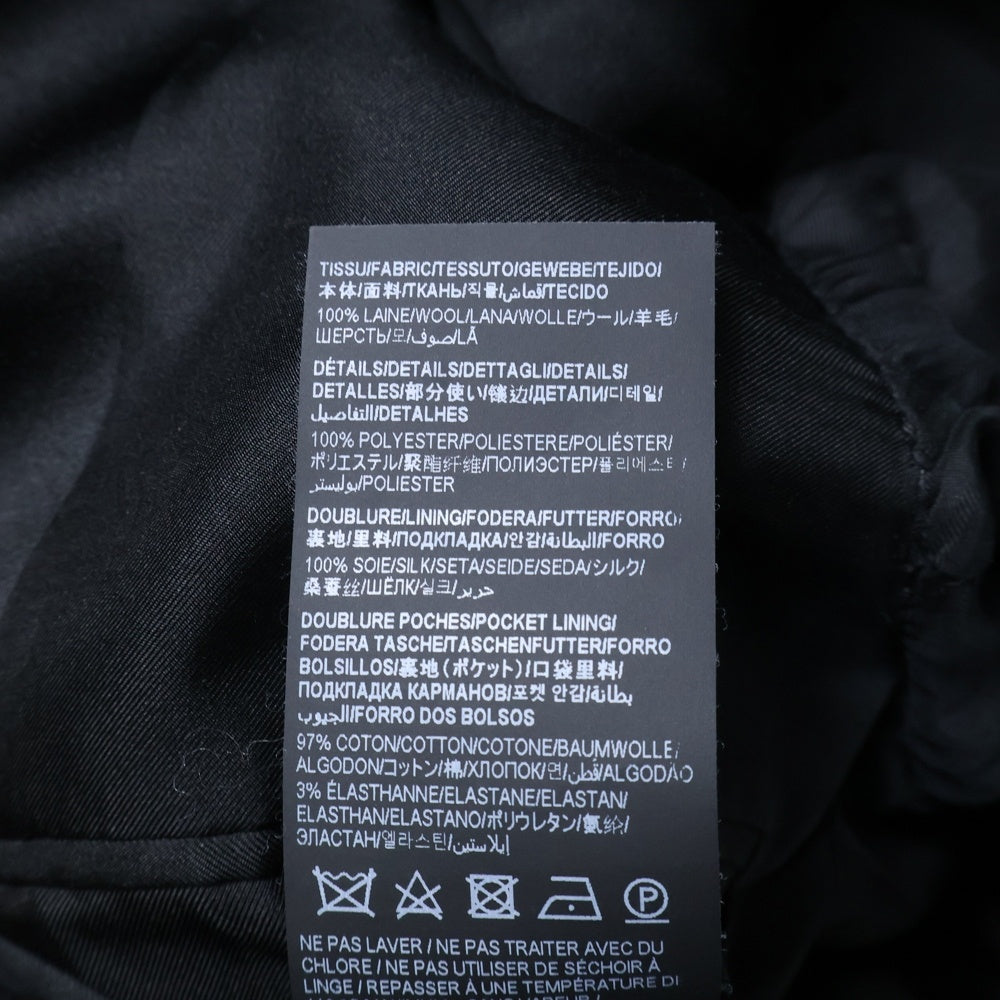 TISSU/FABRIC/TESSUTO/GEWEBE/TEJIDO/
本体/面料/ТКАНЬ/직물/قماش/TECIDO
100% LAINE/WOOL/LANA/WOLLE/ウール/羊毛/
ШЕРСТЬ/모/صوف/LÃ
DÉTAILS/DETAILS/DETTAGLI/DETAILS/
DETALLES/部分使い/镶边/ДЕТАЛИ/디테일/
التفاصيل/DETALHES
100% POLYESTER/POLIESTERE/POLIÉSTER/
ポリエステル/聚酯纤维/ПОЛИЭСТЕР/폴리에스터/
بوليستر/POLIESTER
DOUBLURE/LINING/FODERA/FUTTER/FORRO/
裏地/里料/ПОДКЛАДКА/안감/البطانة/FORRO
100% SOIE/SILK/SETA/SEIDE/SEDA/シルク/
桑蚕丝/ШЁЛК/실크/حرير
DOUBLURE POCHES/POCKET LINING/
FODERA TASCHE/TASCHENFUTTER/FORRO
BOLSILLOS/裏地(ポケット)/口袋里料/
ПОДКЛАДКА КАРМАНОВ/포켓 안감/بطانة
الجيوب/FORRO DOS BOLSOS
97% COTON/COTTON/COTONE/BAUMWOLLE/
ALGODON/コットン/棉/ХЛОПОК/면/قطن/ALGODÃO
3% ÉLASTHANNE/ELASTANE/ELASTAN/
ELASTHAN/ELASTANO/ポリウレタン/氨纶/
ЭЛАСТАН/엘라스틴/إيلاستين
P
NE PAS LAVER / NE PAS TRAITER AVEC DU
CHLORE / NE PAS UTILISER DE SÉCHOIR À
LINGE / REPASSER À UNE TEMPÉRATURE